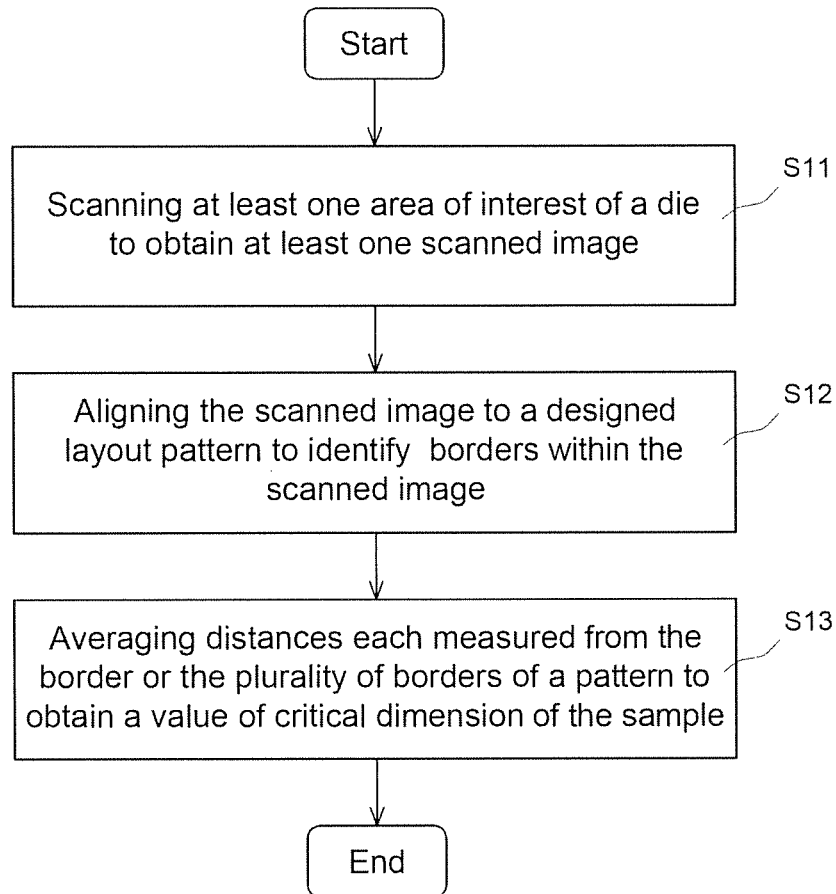 Start
S11
Scanning at least one area of interest of a die
to obtain at least one scanned image
S12
Aligning the scanned image to a designed
layout pattern to identify borders within the
scanned image
S13
Averaging distances each measured from the
border or the plurality of borders of a pattern to
obtain a value of critical dimension of the sample
End